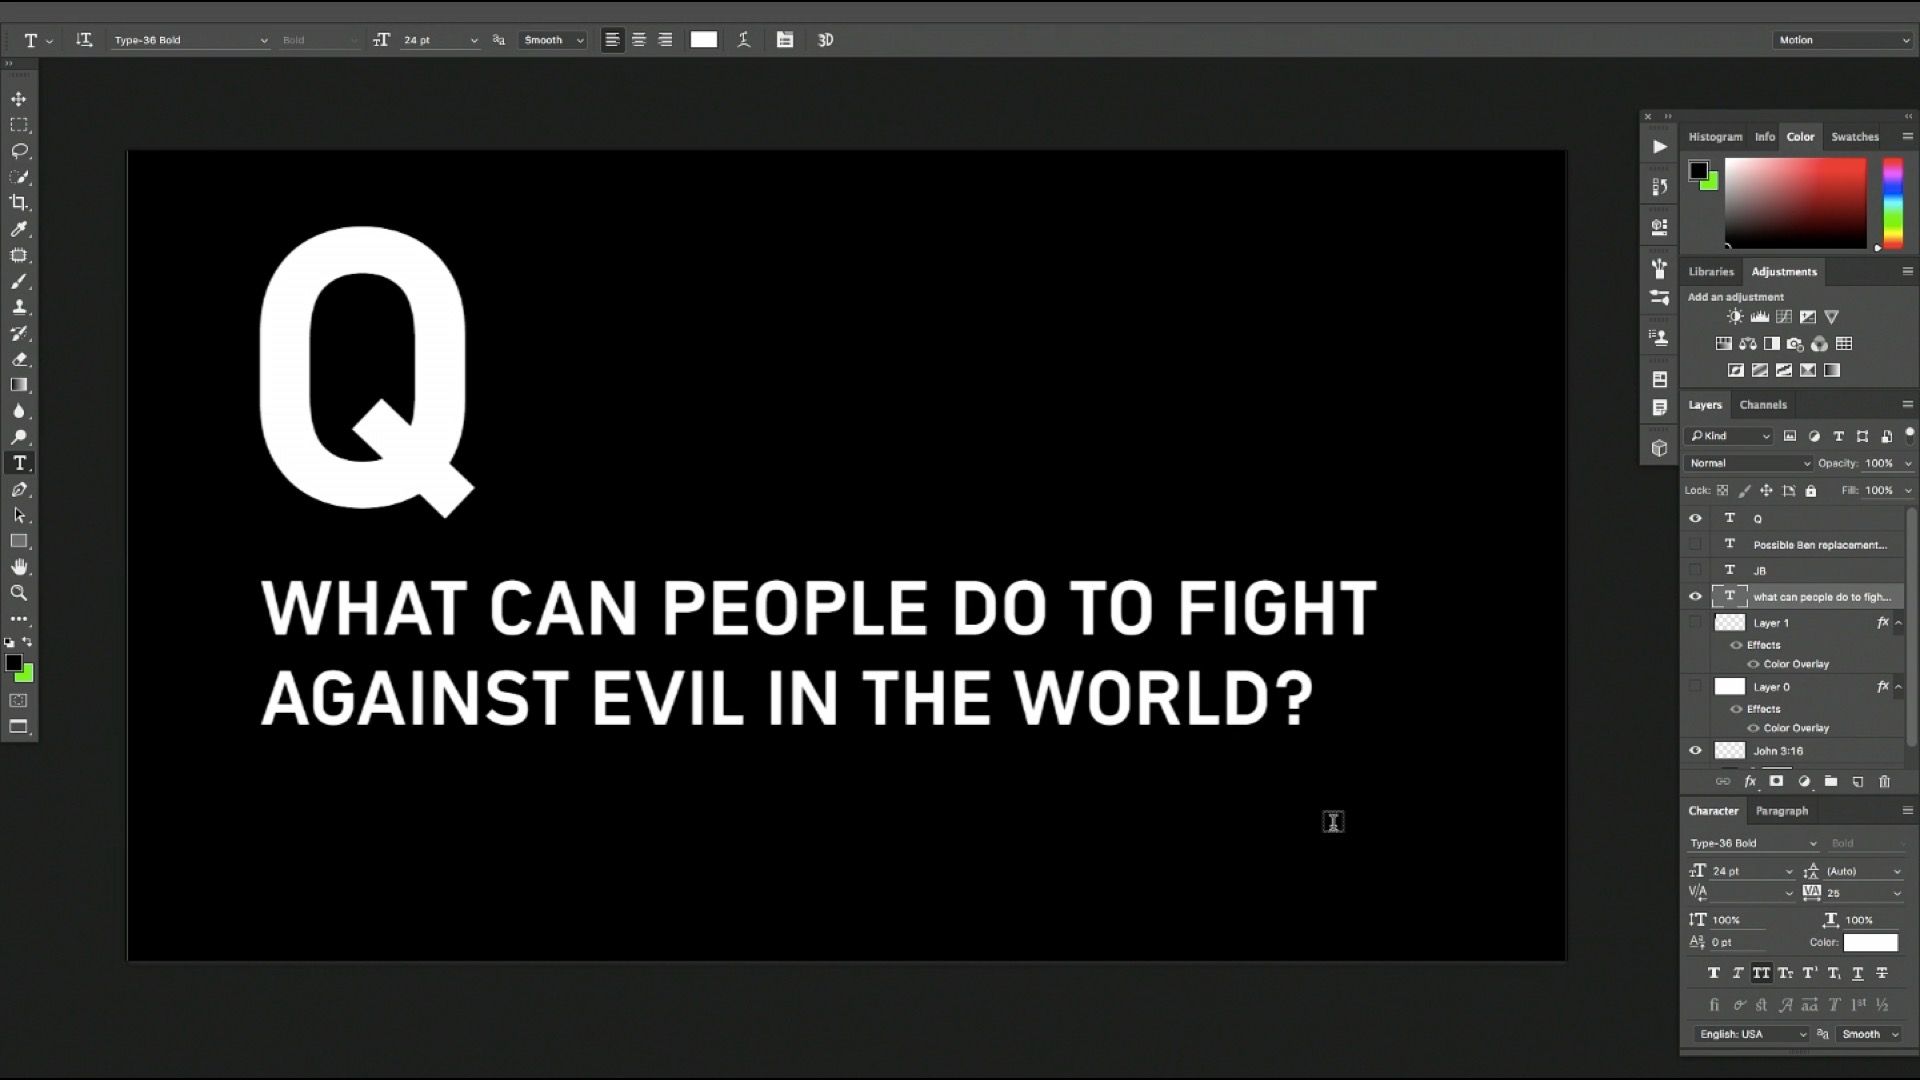 Type-36 Bold Bold 24 pt Smooth 3D Motion
Histogram Info Color Swatches
Libraries Adjustments
Add an adjustment
Layers Channels
Kind
Normal Opacity: 100%
Lock: Fill: 100%
Q
Possible Ben replacement...
JB
what can people do to figh...
Layer 1 fx
Effects
Color Overlay
Layer 0 fx
Effects
Color Overlay
John 3:16
fx
Character Paragraph
Type-36 Bold Bold
24 pt (Auto)
25
100% 100%
0 pt Color:
English: USA Smooth
Q
WHAT CAN PEOPLE DO TO FIGHT
AGAINST EVIL IN THE WORLD?